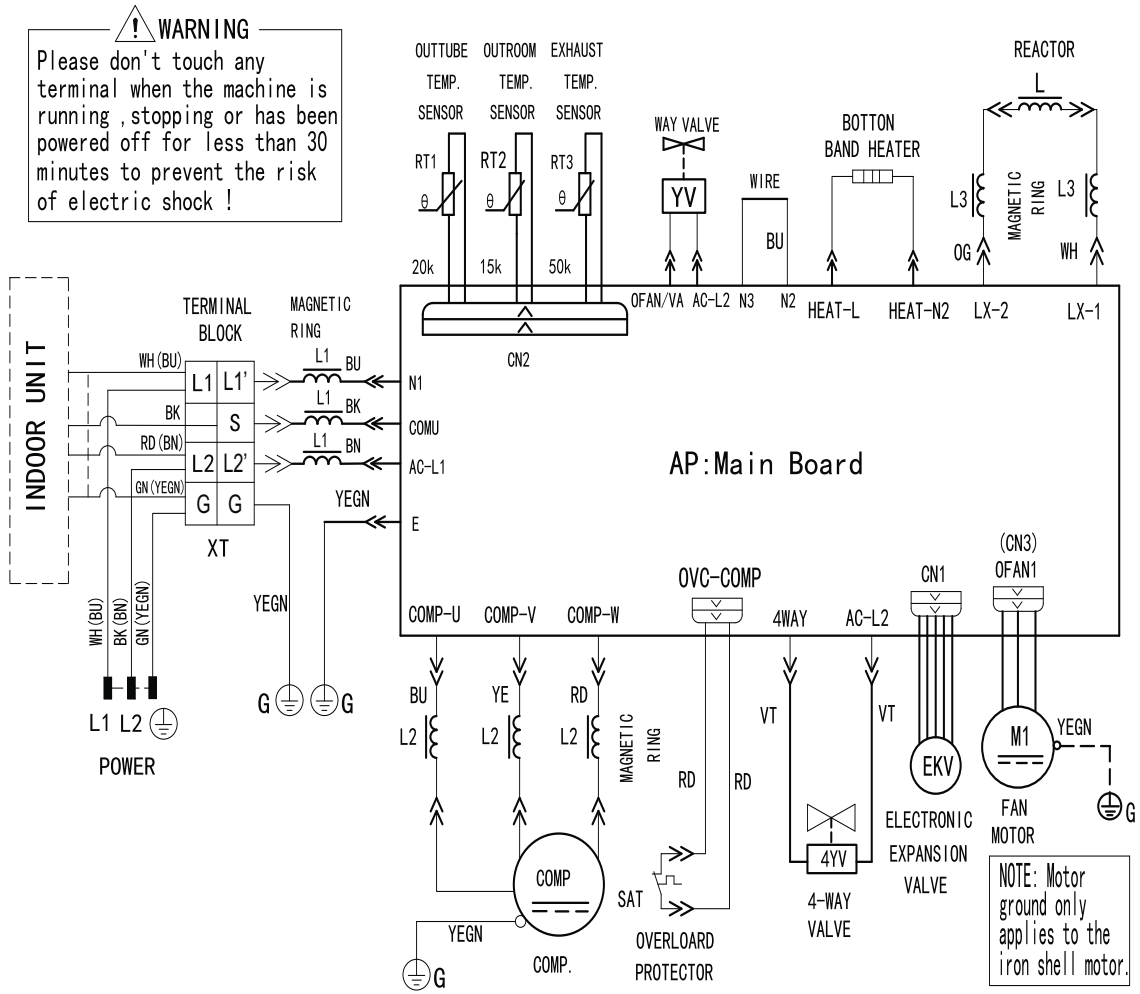 WARNING
Please don't touch any
terminal when the machine is
running ,stopping or has been
powered off for less than 30
minutes to prevent the risk
of electric shock !
OUTTUBE
TEMP.
SENSOR
OUTROOM
TEMP.
SENSOR
EXHAUST
TEMP.
SENSOR
RT1
θ
20k
RT2
θ
15k
RT3
θ
50k
WAY VALVE
YV
WIRE
BU
BOTTON
BAND HEATER
REACTOR
L
L3
MAGNETIC
RING
L3
OG
WH
OFAN/VA
AC-L2
N3
N2
HEAT-L
HEAT-N2
LX-2
LX-1
CN2
INDOOR UNIT
TERMINAL
BLOCK
MAGNETIC
RING
WH(BU)
BK
RD(BN)
GN(YEGN)
L1
L1'
S
L2
L2'
G
G
XT
L1
BU
L1
BK
L1
BN
N1
COMU
AC-L1
YEGN
E
AP:Main Board
WH(BU)
BK(BN)
GN(YEGN)
L1
L2
POWER
YEGN
G
G
COMP-U
COMP-V
COMP-W
OVC-COMP
4WAY
AC-L2
CN1
(CN3)
OFAN1
BU
YE
RD
L2
L2
L2
MAGNETIC
RING
COMP
COMP.
YEGN
G
RD
RD
SAT
OVERLOARD
PROTECTOR
VT
VT
4YV
4-WAY
VALVE
EKV
ELECTRONIC
EXPANSION
VALVE
M1
YEGN
G
FAN
MOTOR
NOTE: Motor
ground only
applies to the
iron shell motor.